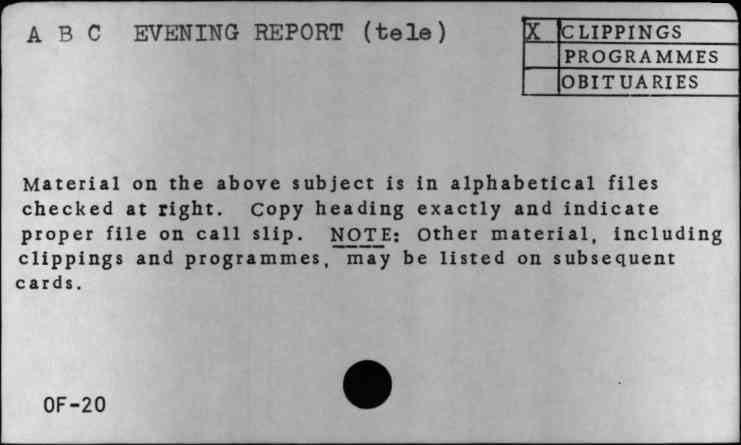 A B C EVENING REPORT (tele)
X CLIPPINGS
PROGRAMMES
OBITUARIES
Material on the above subject is in alphabetical files
checked at right. Copy heading exactly and indicate
proper file on call slip. NOTE: Other material, including
clippings and programmes, may be listed on subsequent
cards.
OF-20